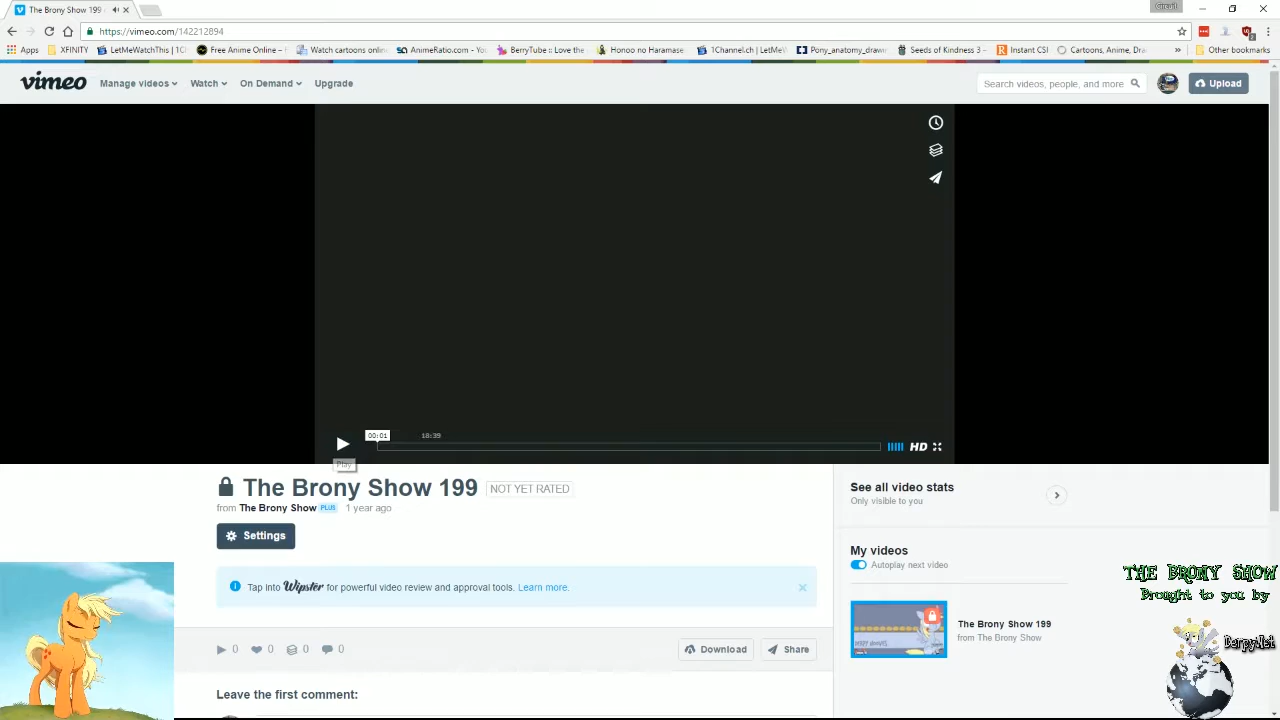 The Brony Show 199
Circuit
https://vimeo.com/142212894
Apps
XFINITY
LetMeWatchThis | 1C
Free Anime Online -
Watch cartoons online
AnimeRatio.com - You
BerryTube :: Love the
Honoo no Haramase
1Channel.ch | LetMeW
Pony_anatomy_drawi
Seeds of Kindness 3 –
Instant CSI
Cartoons, Anime, Dra
»
Other bookmarks
vimeo
Manage videos
Watch
On Demand
Upgrade
Search videos, people, and more
Upload
00:01
18:39
HD
Play
The Brony Show 199
NOT YET RATED
from The Brony Show PLUS 1 year ago
Settings
Tap into Wipster for powerful video review and approval tools. Learn more.
0
0
0
0
Download
Share
Leave the first comment:
See all video stats
Only visible to you
My videos
Autoplay next video
The Brony Show 199
from The Brony Show
THE BRONY SHOW
Brought to you by